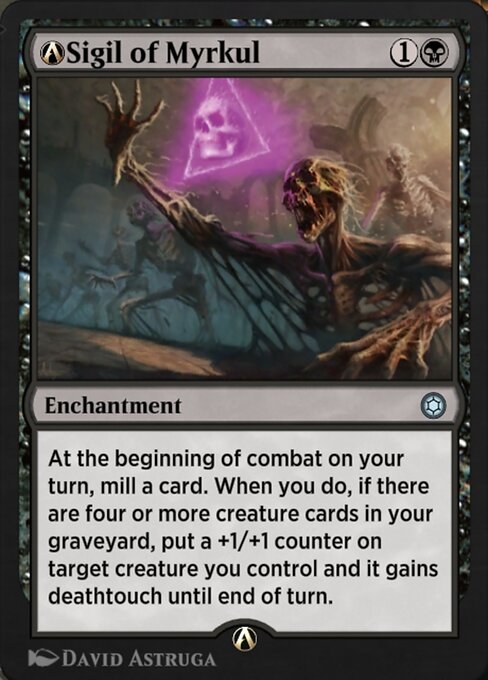 Sigil of Myrkul 1
Enchantment
At the beginning of combat on your
turn, mill a card. When you do, if there
are four or more creature cards in your
graveyard, put a +1/+1 counter on
target creature you control and it gains
deathtouch until end of turn.
David Astruga